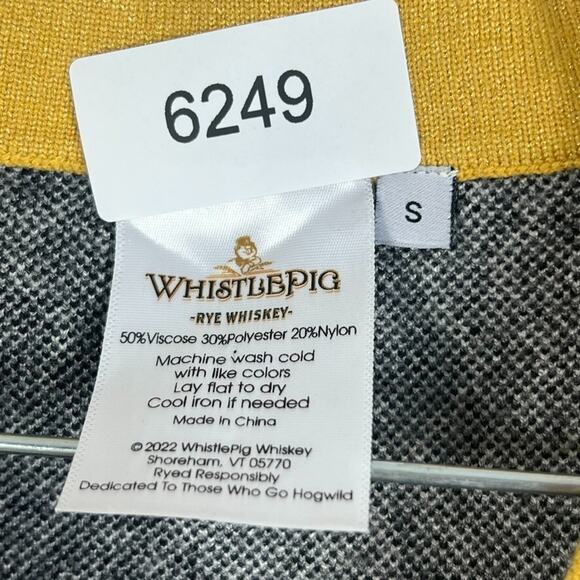 6249
S
WHISTLEPIG
-RYE WHISKEY-
50%Viscose 30%Polyester 20%Nylon
Machine wash cold
with like colors
Lay flat to dry
Cool iron if needed
Made in China
© 2022 WhistlePig Whiskey
Shoreham, VT 05770
Ryed Responsibly
Dedicated To Those Who Go Hogwild